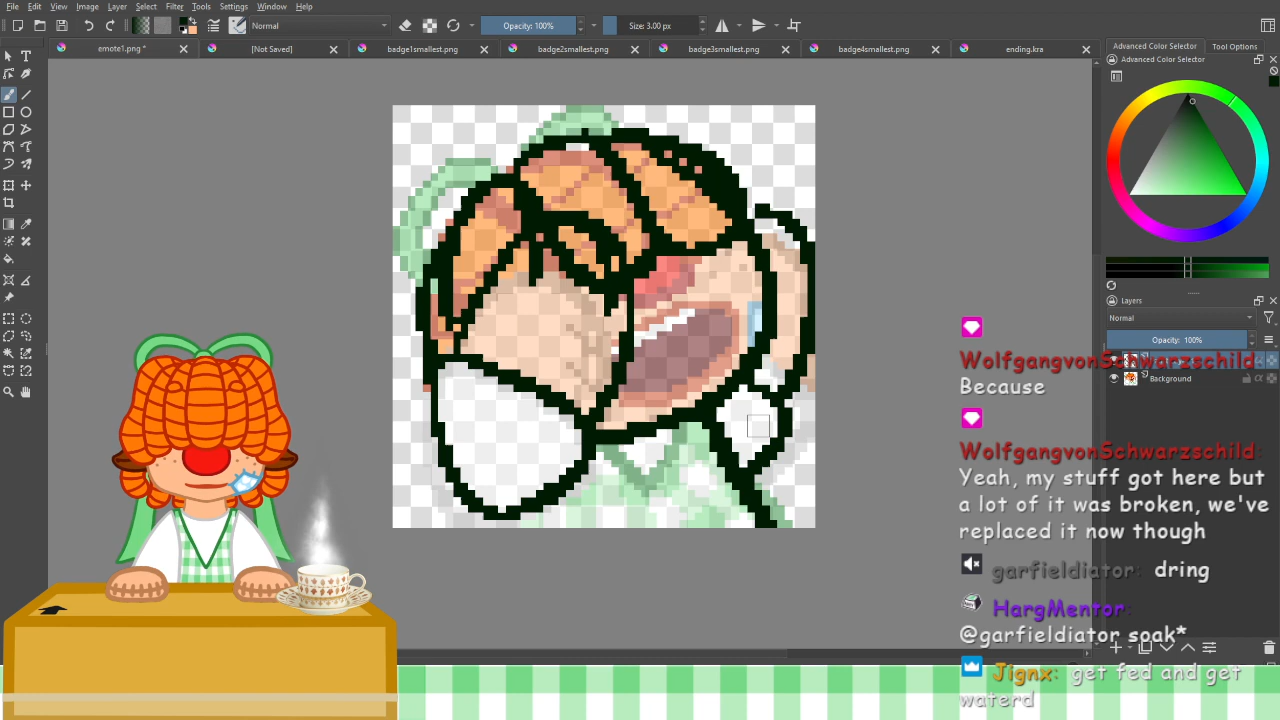 File Edit View Image Layer Select Filter Tools Settings Window Help
Normal Opacity: 100% Size: 3.00 px
emote1.png * [Not Saved] badge1smallest.png badge2smallest.png badge3smallest.png badge4smallest.png ending.kra
Advanced Color Selector Tool Options
Advanced Color Selector
Layers
Normal
Opacity: 100%
Background
WolfgangvonSchwarzschild:
Because
WolfgangvonSchwarzschild:
Yeah, my stuff got here but
a lot of it was broken, we've
replaced it now though
garfieldiator: dring
HargMentor:
@garfieldiator soak*
Jignx: get fed and get
waterd